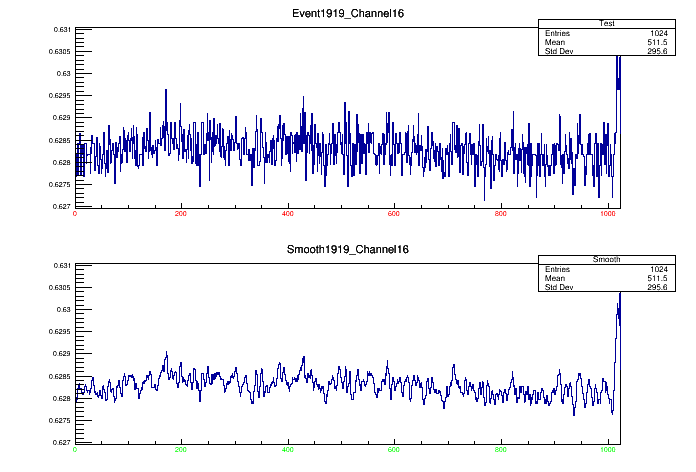 Event1919_Channel16
Test
Entries 1024
Mean 511.5
Std Dev 295.6
0.631
0.6305
0.63
0.6295
0.629
0.6285
0.628
0.6275
0.627
0 200 400 600 800 1000
Smooth1919_Channel16
Smooth
Entries 1024
Mean 511.5
Std Dev 295.6
0.631
0.6305
0.63
0.6295
0.629
0.6285
0.628
0.6275
0.627
0 200 400 600 800 1000